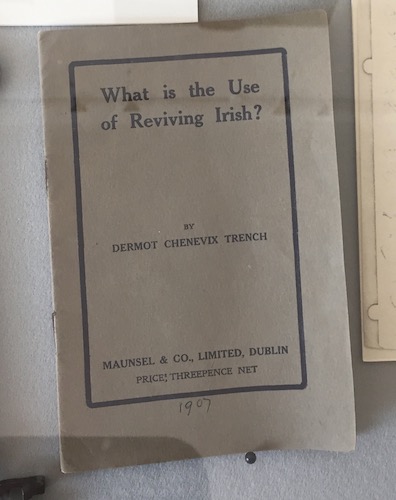 What is the Use
of Reviving Irish?
BY
DERMOT CHENEVIX TRENCH
MAUNSEL & CO., LIMITED, DUBLIN
PRICE: THREEPENCE NET
1907